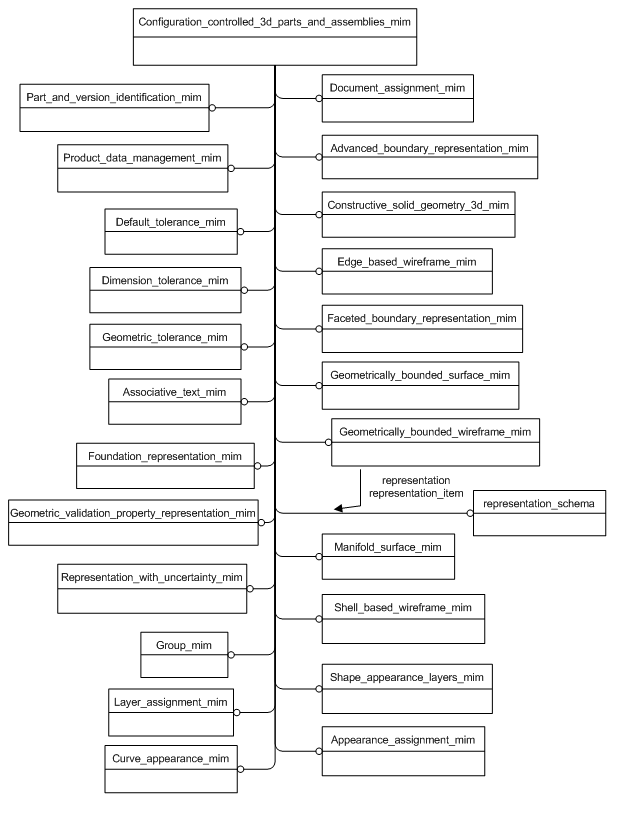 Configuration_controlled_3d_parts_and_assemblies_mim
Part_and_version_identification_mim
Document_assignment_mim
Product_data_management_mim
Advanced_boundary_representation_mim
Default_tolerance_mim
Constructive_solid_geometry_3d_mim
Dimension_tolerance_mim
Edge_based_wireframe_mim
Geometric_tolerance_mim
Faceted_boundary_representation_mim
Associative_text_mim
Geometrically_bounded_surface_mim
Foundation_representation_mim
Geometrically_bounded_wireframe_mim
representation
representation_item
Geometric_validation_property_representation_mim
representation_schema
Representation_with_uncertainty_mim
Manifold_surface_mim
Group_mim
Shell_based_wireframe_mim
Layer_assignment_mim
Shape_appearance_layers_mim
Curve_appearance_mim
Appearance_assignment_mim